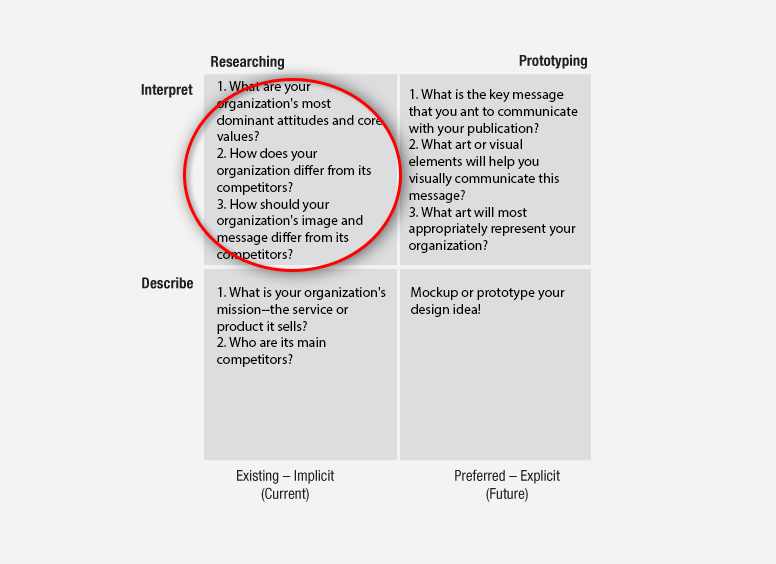 Researching
Prototyping
Interpret
1. What are your
organization's most
dominant attitudes and core
values?
2. How does your
organization differ from its
competitors?
3. How should your
organization's image and
message differ from its
competitors?
1. What is the key message
that you ant to communicate
with your publication?
2. What art or visual
elements will help you
visually communicate this
message?
3. What art will most
appropriately represent your
organization?
Describe
1. What is your organization's
mission--the service or
product it sells?
2. Who are its main
competitors?
Mockup or prototype your
design idea!
Existing – Implicit
(Current)
Preferred – Explicit
(Future)